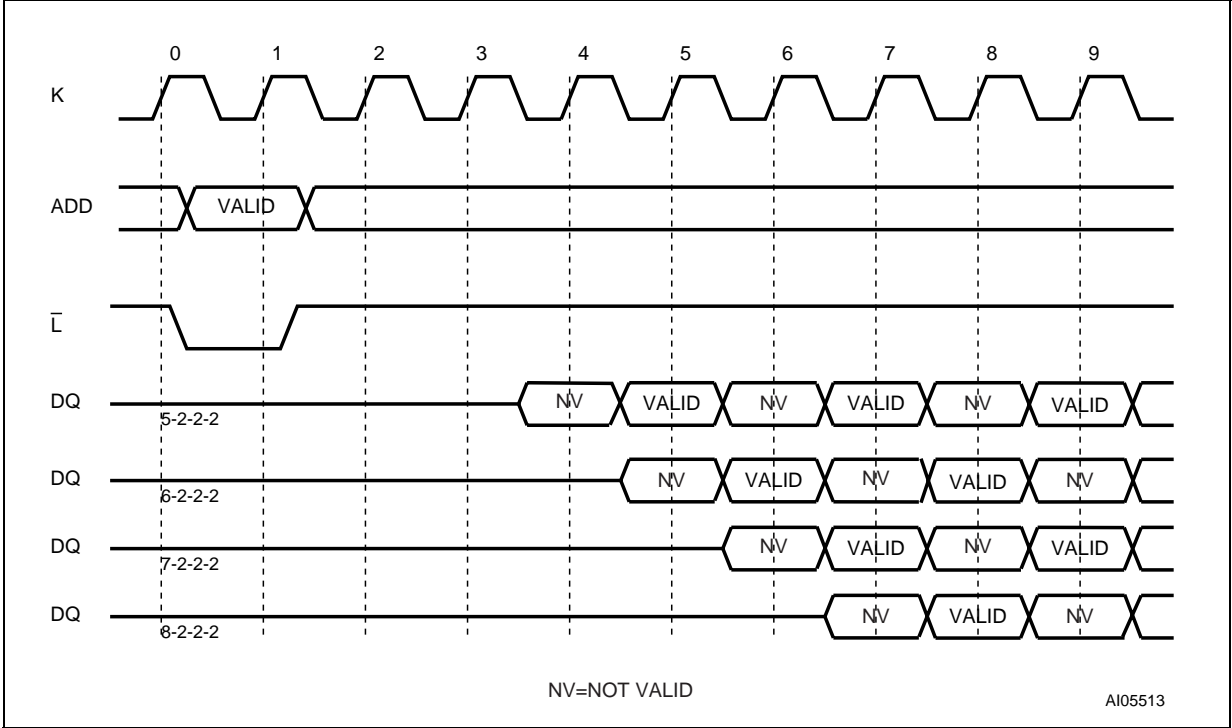 0 1 2 3 4 5 6 7 8 9
K
ADD VALID
L̅
DQ NV VALID NV VALID NV VALID
5-2-2-2
DQ NV VALID NV VALID NV
6-2-2-2
DQ NV VALID NV VALID
7-2-2-2
DQ NV VALID NV
8-2-2-2
NV=NOT VALID
AI05513